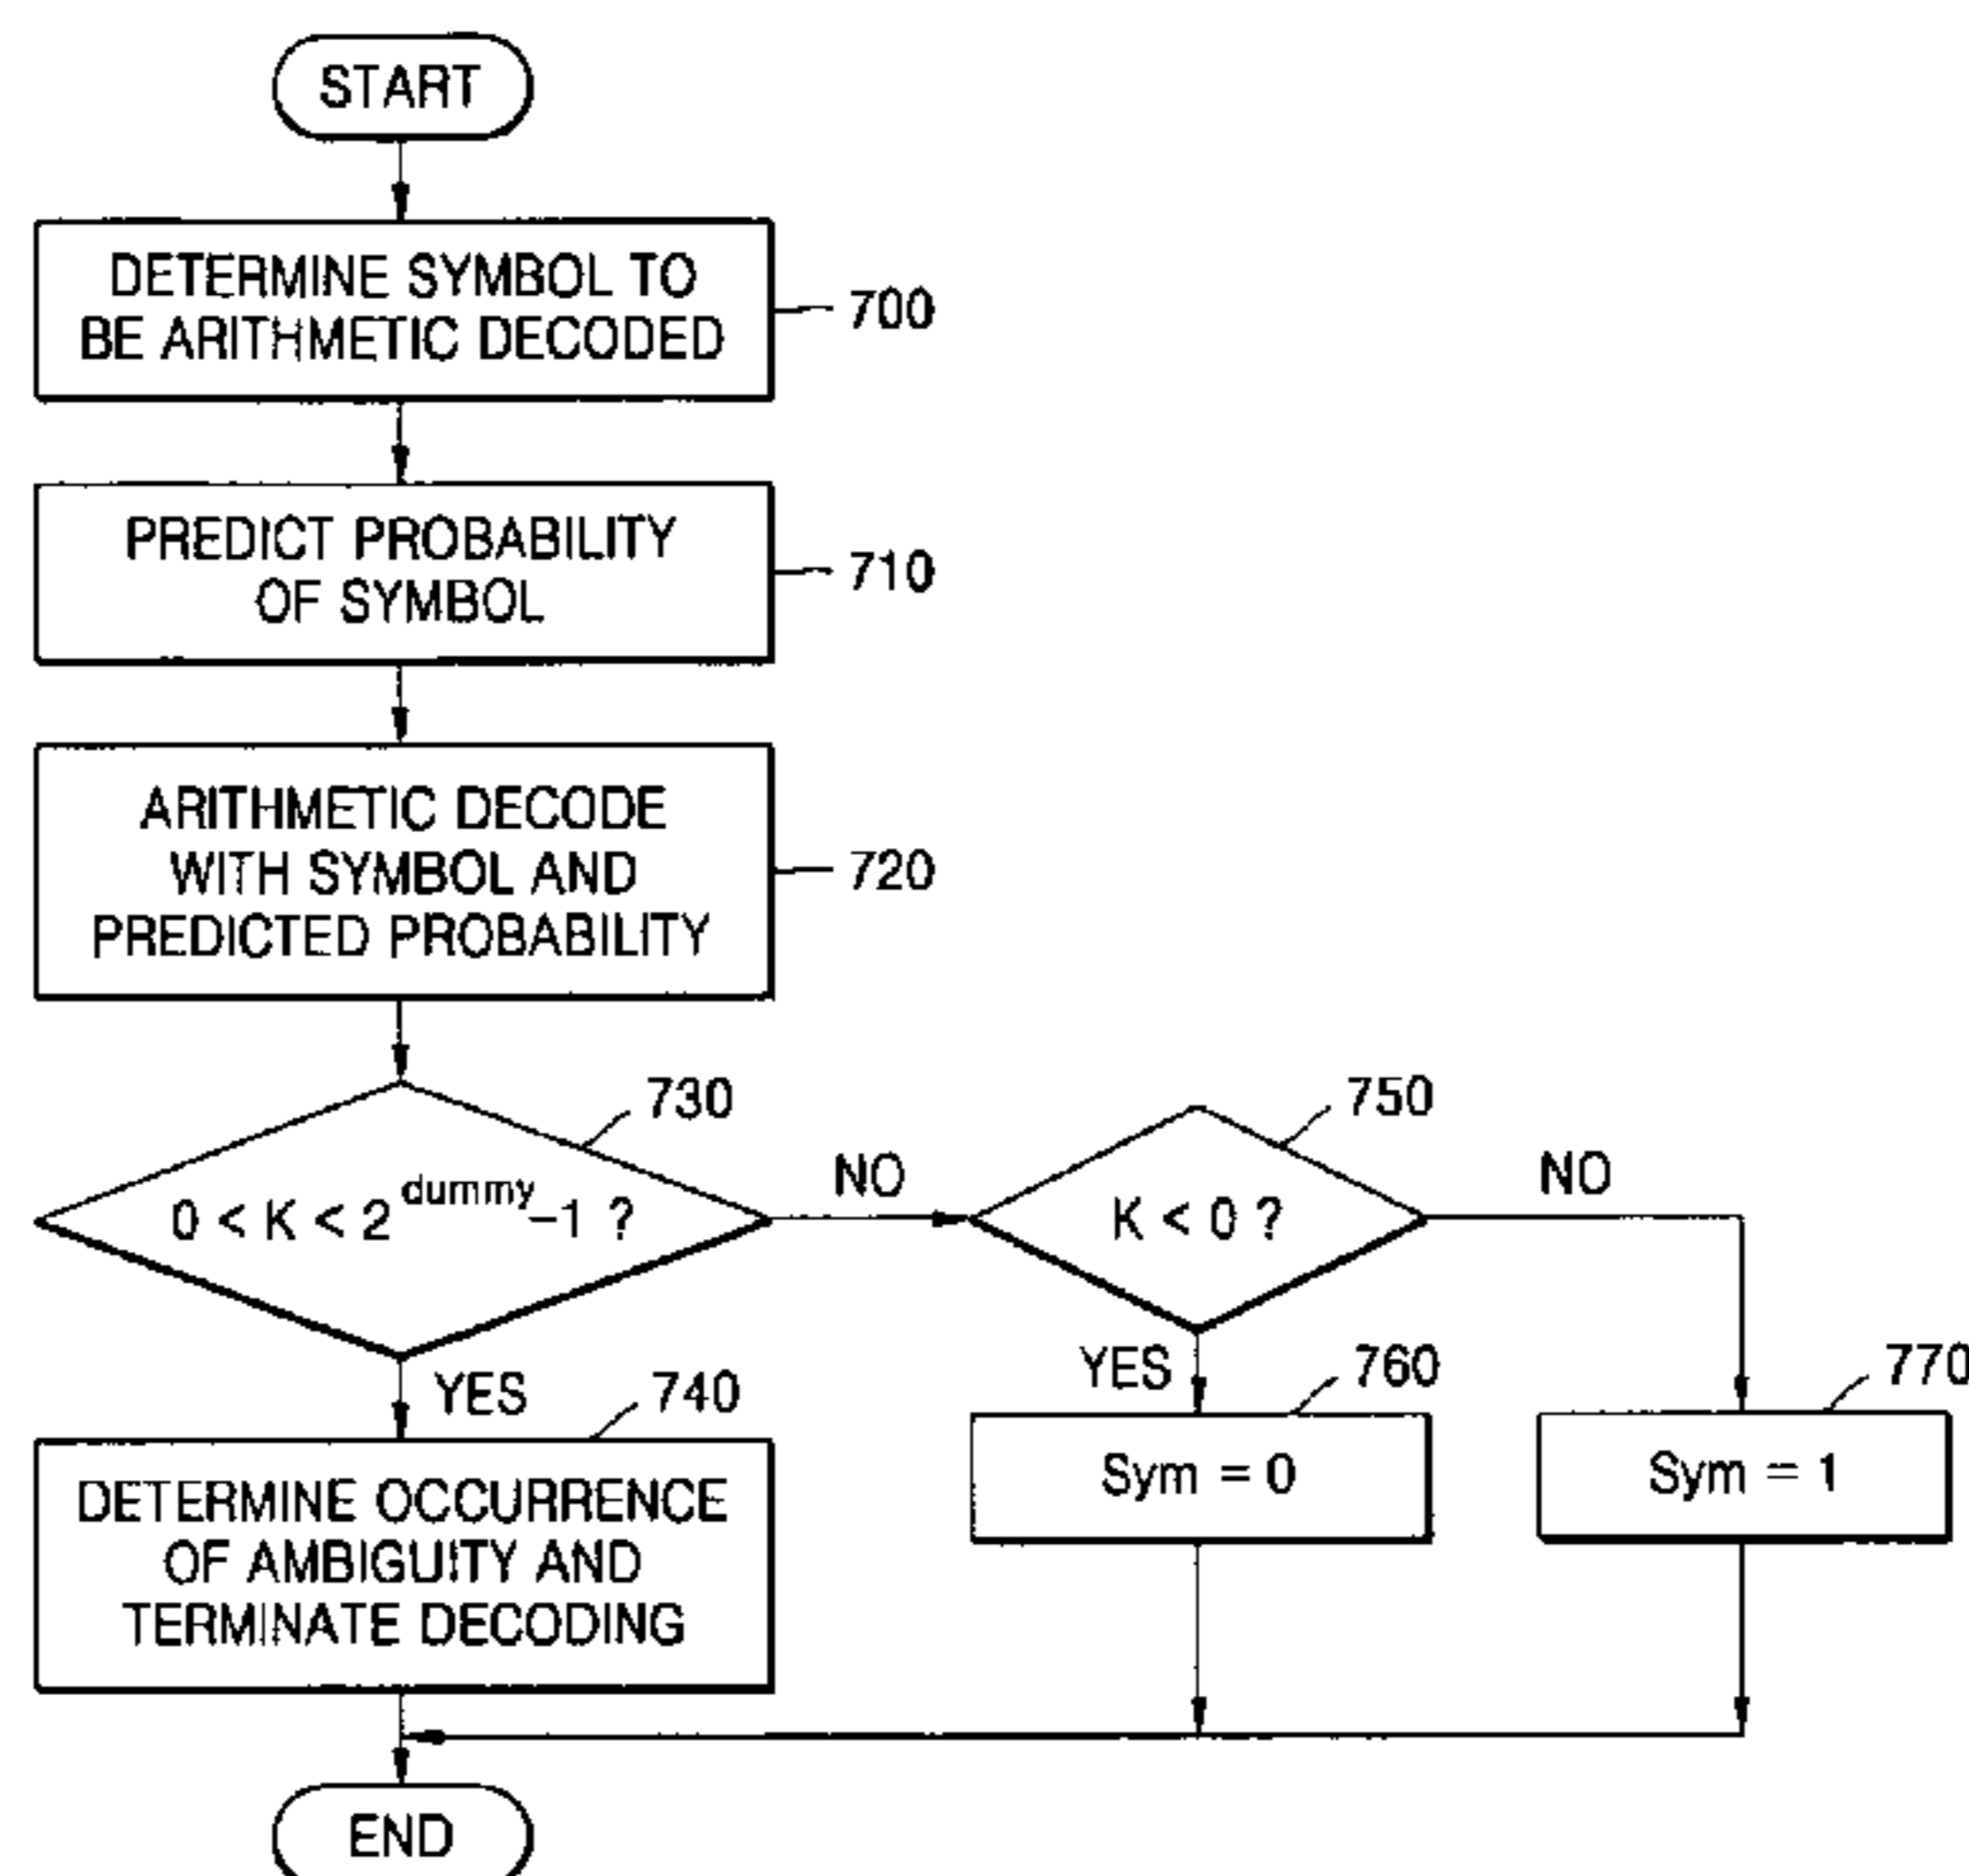 START
DETERMINE SYMBOL TO
BE ARITHMETIC DECODED
700
PREDICT PROBABILITY
OF SYMBOL
710
ARITHMETIC DECODE
WITH SYMBOL AND
PREDICTED PROBABILITY
720
730
0 < K < 2^dummy-1 ?
NO
750
K < 0 ?
NO
YES
740
DETERMINE OCCURRENCE
OF AMBIGUITY AND
TERMINATE DECODING
YES
760
Sym = 0
770
Sym = 1
END